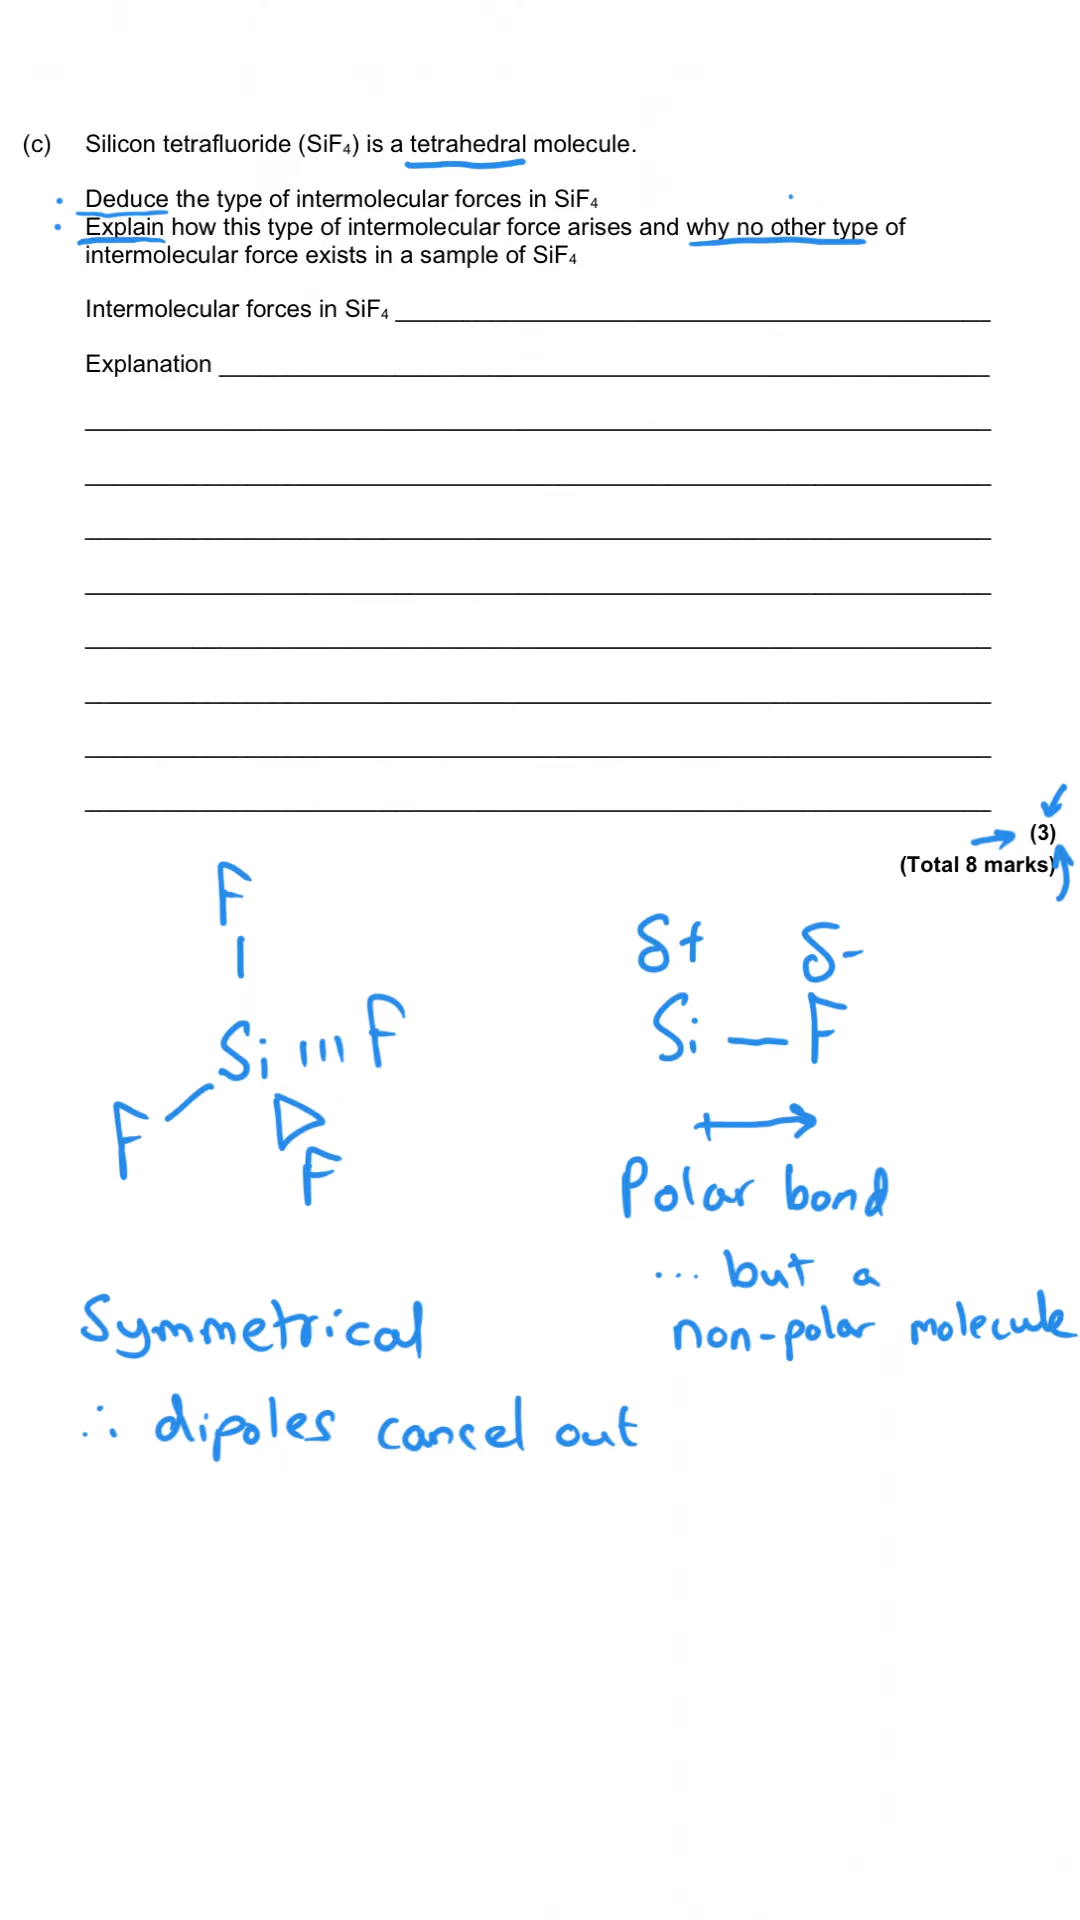 (c) Silicon tetrafluoride (SiF₄) is a tetrahedral molecule.
• Deduce the type of intermolecular forces in SiF₄
• Explain how this type of intermolecular force arises and why no other type of
intermolecular force exists in a sample of SiF₄
Intermolecular forces in SiF₄
Explanation
(3)
(Total 8 marks)
F
Si F
F
F
δ+ δ-
Si — F
Polar bond
... but a
non-polar molecule
Symmetrical
∴ dipoles cancel out